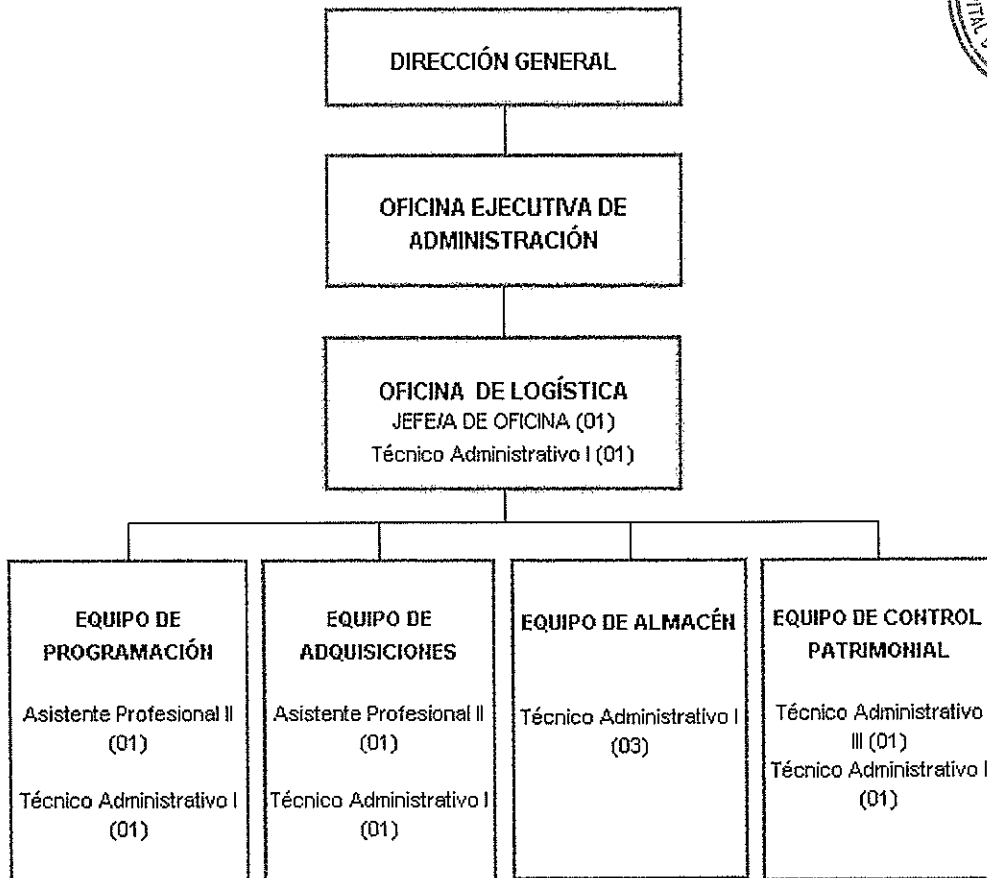 DIRECCIÓN GENERAL
OFICINA EJECUTIVA DE
ADMINISTRACIÓN
OFICINA DE LOGÍSTICA
JEFE/A DE OFICINA (01)
Técnico Administrativo I (01)
EQUIPO DE
PROGRAMACIÓN
Asistente Profesional II
(01)
Técnico Administrativo I
(01)
EQUIPO DE
ADQUISICIONES
Asistente Profesional II
(01)
Técnico Administrativo I
(01)
EQUIPO DE ALMACÉN
Técnico Administrativo I
(03)
EQUIPO DE CONTROL
PATRIMONIAL
Técnico Administrativo
III (01)
Técnico Administrativo I
(01)